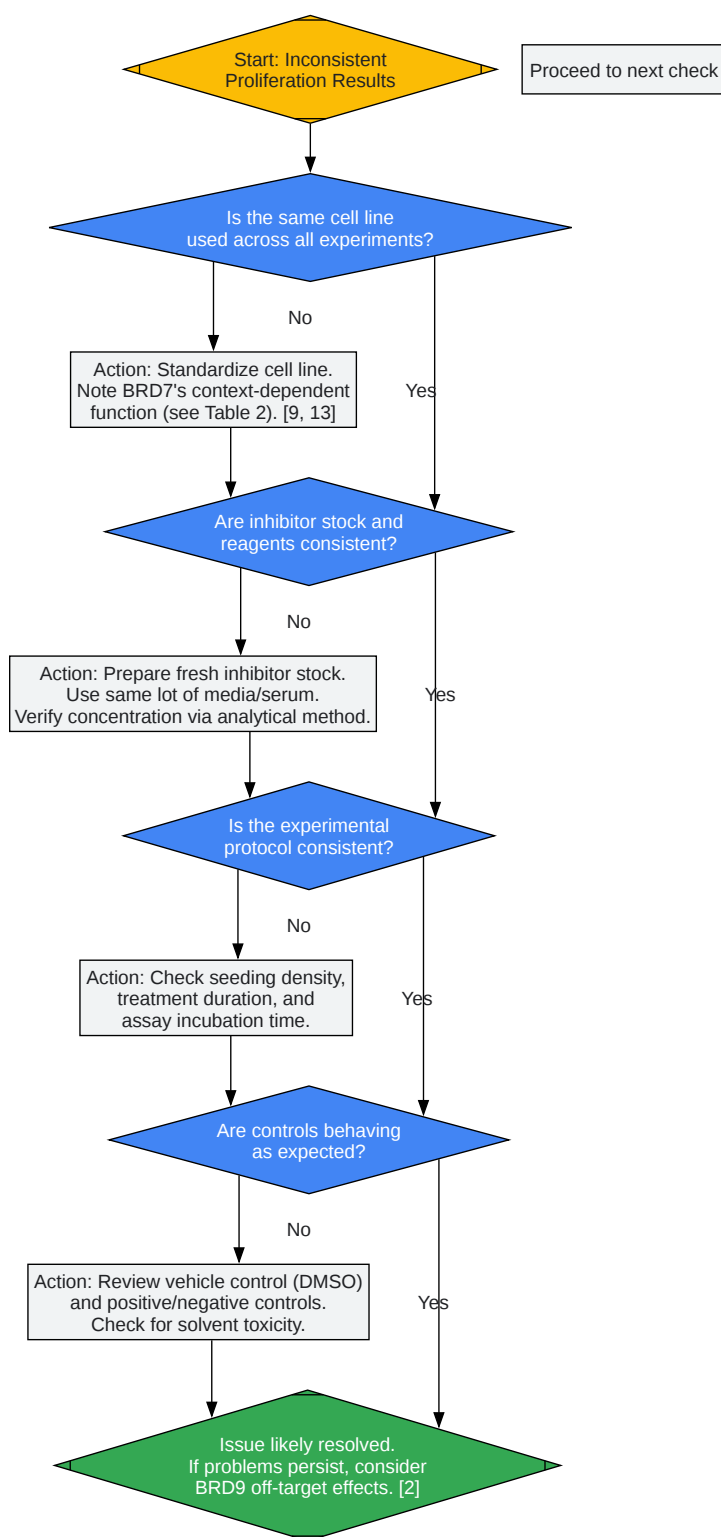 Start: Inconsistent
Proliferation Results
Proceed to next check
Is the same cell line
used across all experiments?
No
Action: Standardize cell line.
Note BRD7's context-dependent
function (see Table 2). [9, 13]
Yes
Are inhibitor stock and
reagents consistent?
No
Action: Prepare fresh inhibitor stock.
Use same lot of media/serum.
Verify concentration via analytical method.
Yes
Is the experimental
protocol consistent?
No
Action: Check seeding density,
treatment duration, and
assay incubation time.
Yes
Are controls behaving
as expected?
No
Action: Review vehicle control (DMSO)
and positive/negative controls.
Check for solvent toxicity.
Yes
Issue likely resolved.
If problems persist, consider
BRD9 off-target effects. [2]